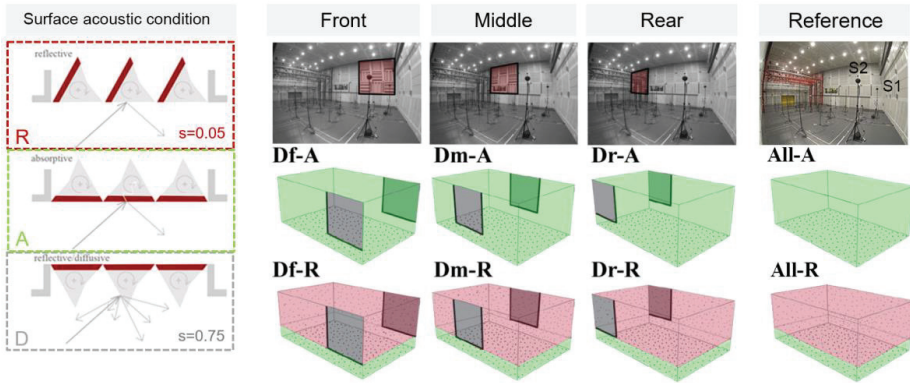 Surface acoustic condition
Front
Middle
Rear
Reference
reflective
R
s=0.05
absorptive
A
reflective/diffusive
D
s=0.75
S2
S1
Df-A
Dm-A
Dr-A
All-A
Df-R
Dm-R
Dr-R
All-R